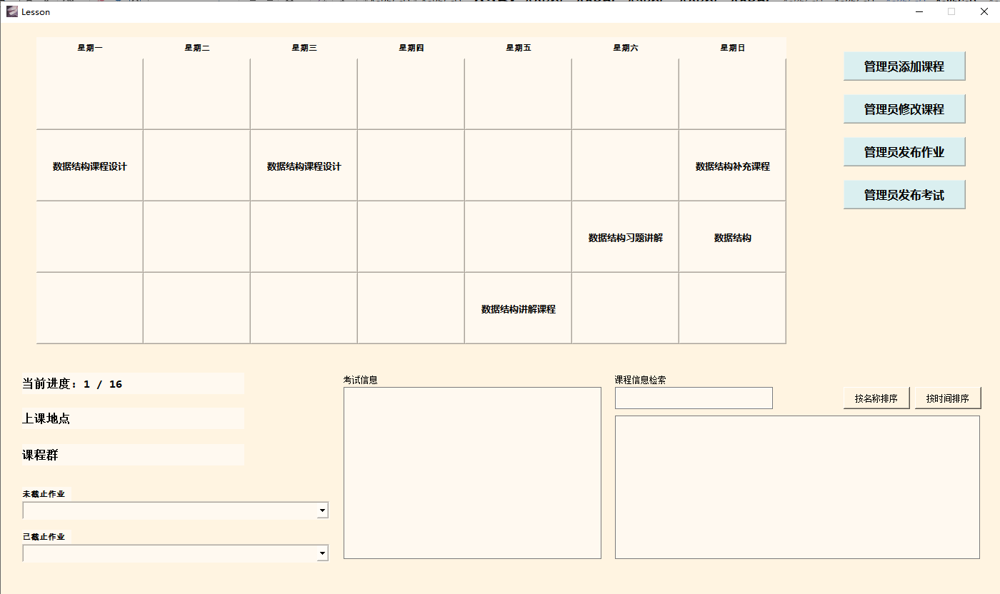 Lesson
星期一 星期二 星期三 星期四 星期五 星期六 星期日
数据结构课程设计 数据结构课程设计 数据结构补充课程
数据结构习题讲解 数据结构
数据结构讲解课程
管理员添加课程
管理员修改课程
管理员发布作业
管理员发布考试
当前进度：1 / 16
上课地点
课程群
未截止作业
已截止作业
考试信息
课程信息检索
按名称排序 按时间排序